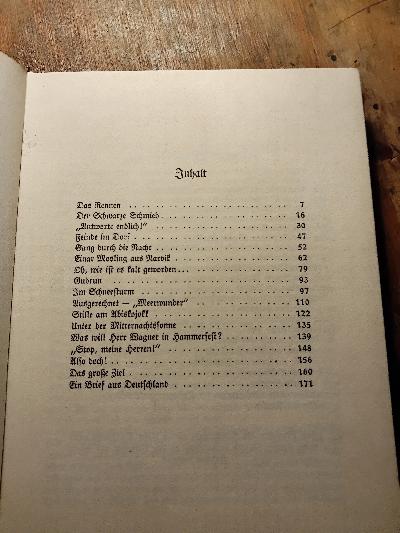 Inhalt
Das Rennen . . . . . . . . . . . . . . . . . . 7
Der Schwarze Schmied . . . . . . . . . . . . . . . 16
„Antworte endlich!“ . . . . . . . . . . . . . . . . 30
Feinde im Dorf . . . . . . . . . . . . . . . . . 47
Gang durch die Nacht . . . . . . . . . . . . . . . 52
Einar Mosling aus Narvik . . . . . . . . . . . . . . 62
Oh, wie ist es kalt geworden . . . . . . . . . . . . . 79
Gudrun . . . . . . . . . . . . . . . . . . . . 93
Im Schneesturm . . . . . . . . . . . . . . . . . 97
Ausgerechnet — „Meerwunder“ . . . . . . . . . . . . 110
Stille am Abiskojokk . . . . . . . . . . . . . . . 122
Unter der Mitternachtssonne . . . . . . . . . . . . . 135
Was will Herr Wagner in Hammerfest? . . . . . . . . . 139
„Stop, meine Herren!“ . . . . . . . . . . . . . . . 148
Also doch! . . . . . . . . . . . . . . . . . . . 156
Das große Ziel . . . . . . . . . . . . . . . . . . 160
Ein Brief aus Deutschland . . . . . . . . . . . . . . 171